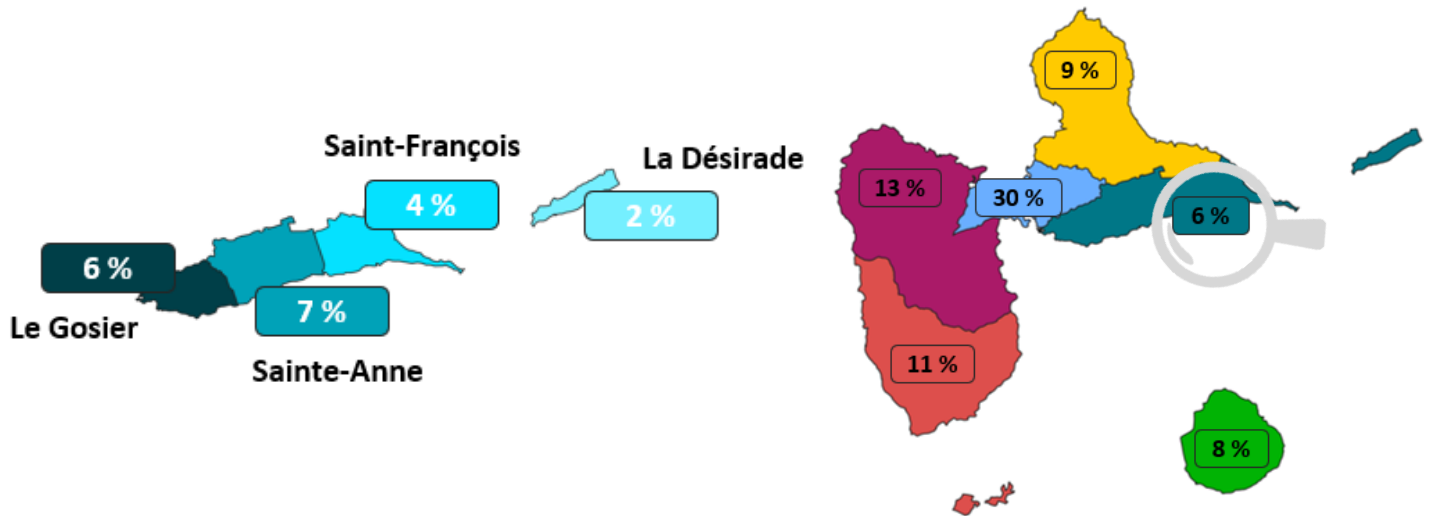 Saint-François
4 %
La Désirade
2 %
6 %
Le Gosier
7 %
Sainte-Anne
9 %
13 %
30 %
6 %
11 %
8 %